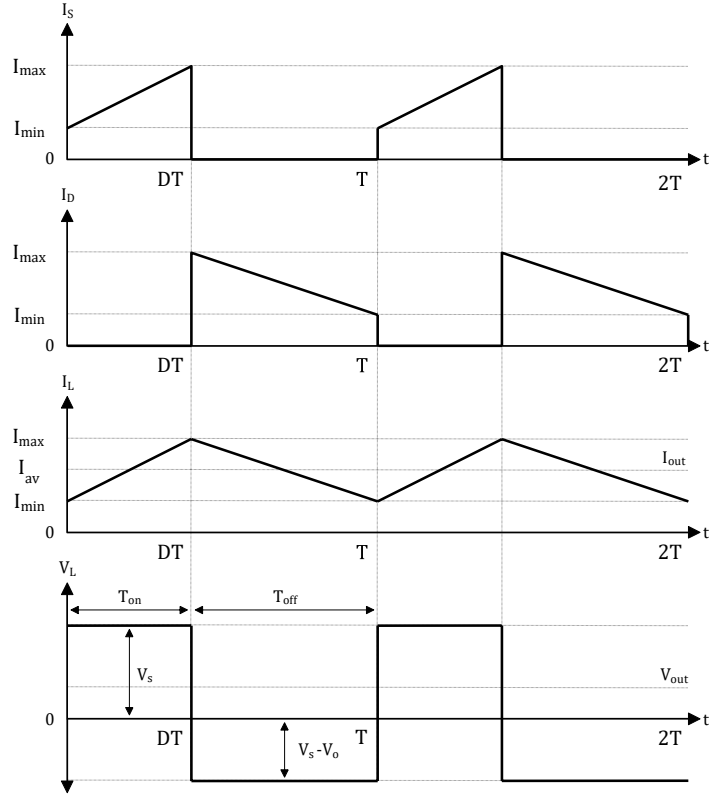 I_S
I_max
I_min
0
DT T 2T
t
I_D
I_max
I_min
0
DT T 2T
t
I_L
I_max
I_av
I_out
I_min
0
DT T 2T
t
V_L
T_on T_off
V_s
V_out
0
t
DT T 2T
V_s-V_o